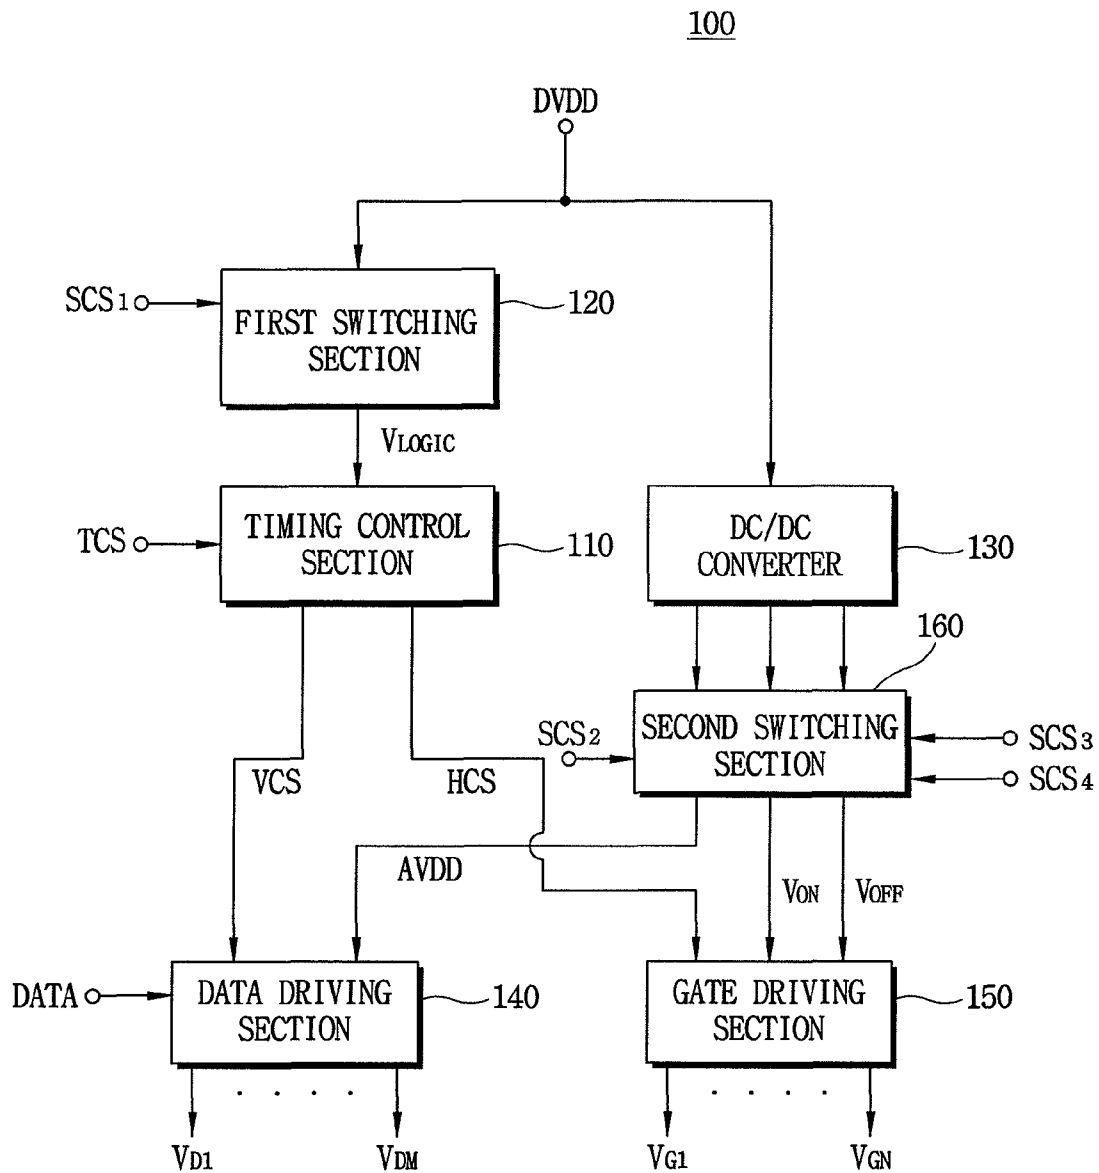 100
DVDD
SCS1
FIRST SWITCHING
SECTION
120
VLOGIC
TCS
TIMING CONTROL
SECTION
110
DC/DC
CONVERTER
130
160
SCS2
SECOND SWITCHING
SECTION
SCS3
SCS4
VCS
HCS
AVDD
VON
VOFF
DATA
DATA DRIVING
SECTION
140
GATE DRIVING
SECTION
150
. . . .
. . . .
VD1
VDM
VG1
VGN